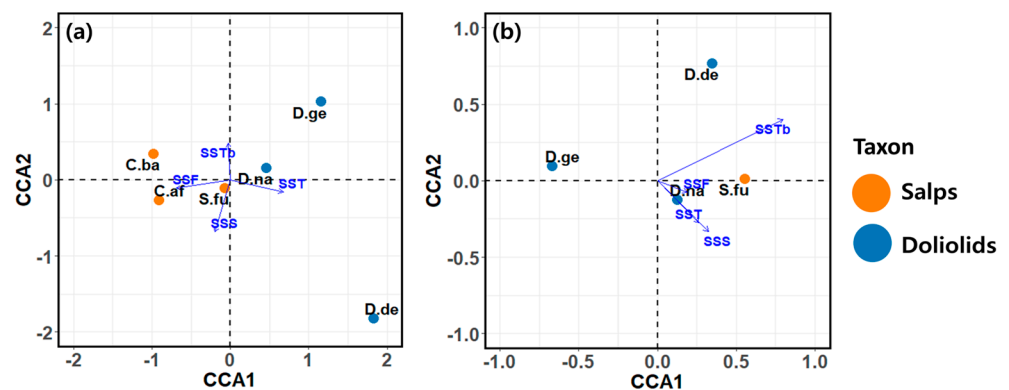 (a)
2
1
0
-1
-2
CCA2
-2
-1
0
1
2
CCA1
D.ge
SSTb
C.ba
D.na
SSF
SST
C.af
S.fu
SSS
D.de
(b)
1.0
0.5
0.0
-0.5
-1.0
CCA2
-1.0
-0.5
0.0
0.5
1.0
CCA1
D.de
SSTb
D.ge
SSF
D.na
S.fu
SST
SSS
Taxon
Salps
Doliolids